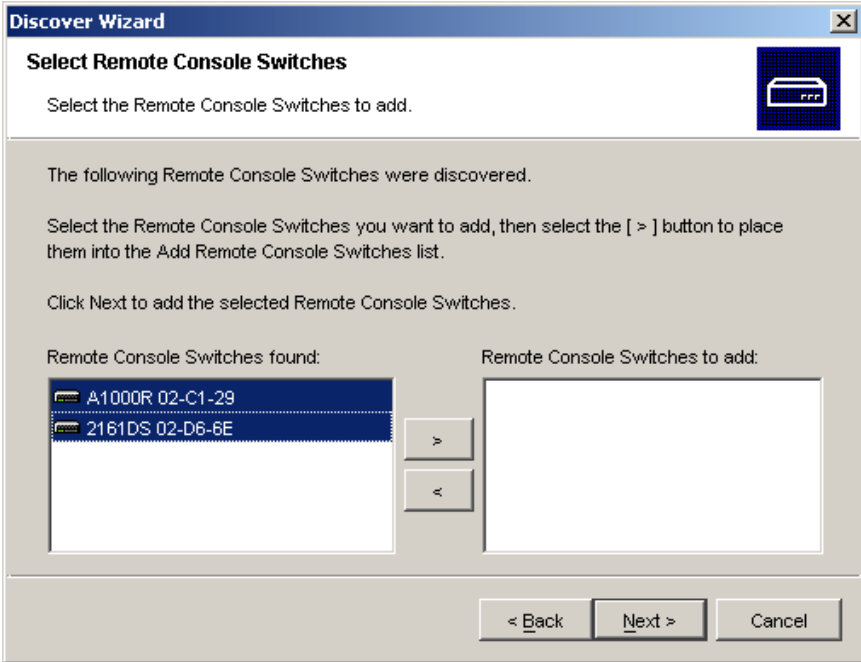 Discover Wizard
Select Remote Console Switches
Select the Remote Console Switches to add.
The following Remote Console Switches were discovered.
Select the Remote Console Switches you want to add, then select the [ > ] button to place
them into the Add Remote Console Switches list.
Click Next to add the selected Remote Console Switches.
Remote Console Switches found:
Remote Console Switches to add:
A1000R 02-C1-29
2161DS 02-D6-6E
>
<
< Back
Next >
Cancel